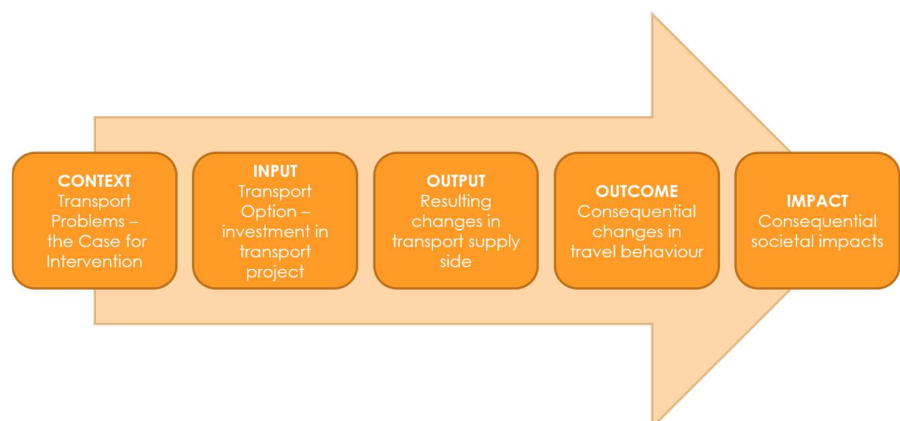 CONTEXT
Transport
Problems –
the Case for
Intervention
INPUT
Transport
Option –
investment in
transport
project
OUTPUT
Resulting
changes in
transport supply
side
OUTCOME
Consequential
changes in
travel behaviour
IMPACT
Consequential
societal impacts